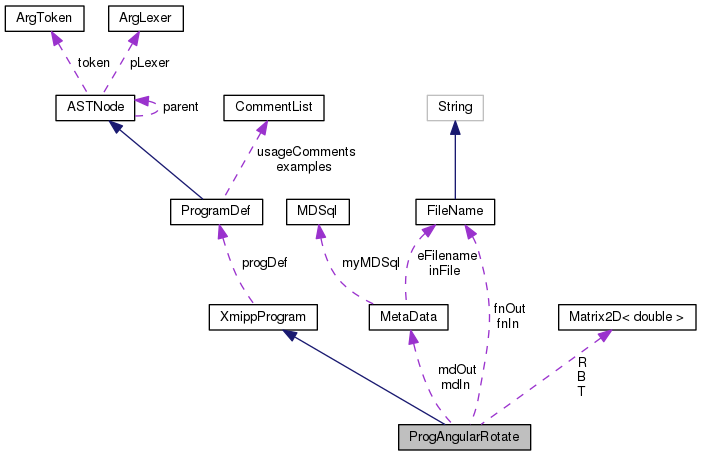 ArgToken
ArgLexer
token
pLexer
ASTNode
parent
CommentList
String
usageComments
examples
ProgramDef
MDSql
FileName
progDef
myMDSql
eFilename
inFile
fnOut
fnIn
XmippProgram
MetaData
Matrix2D< double >
mdOut
mdIn
R
B
T
ProgAngularRotate